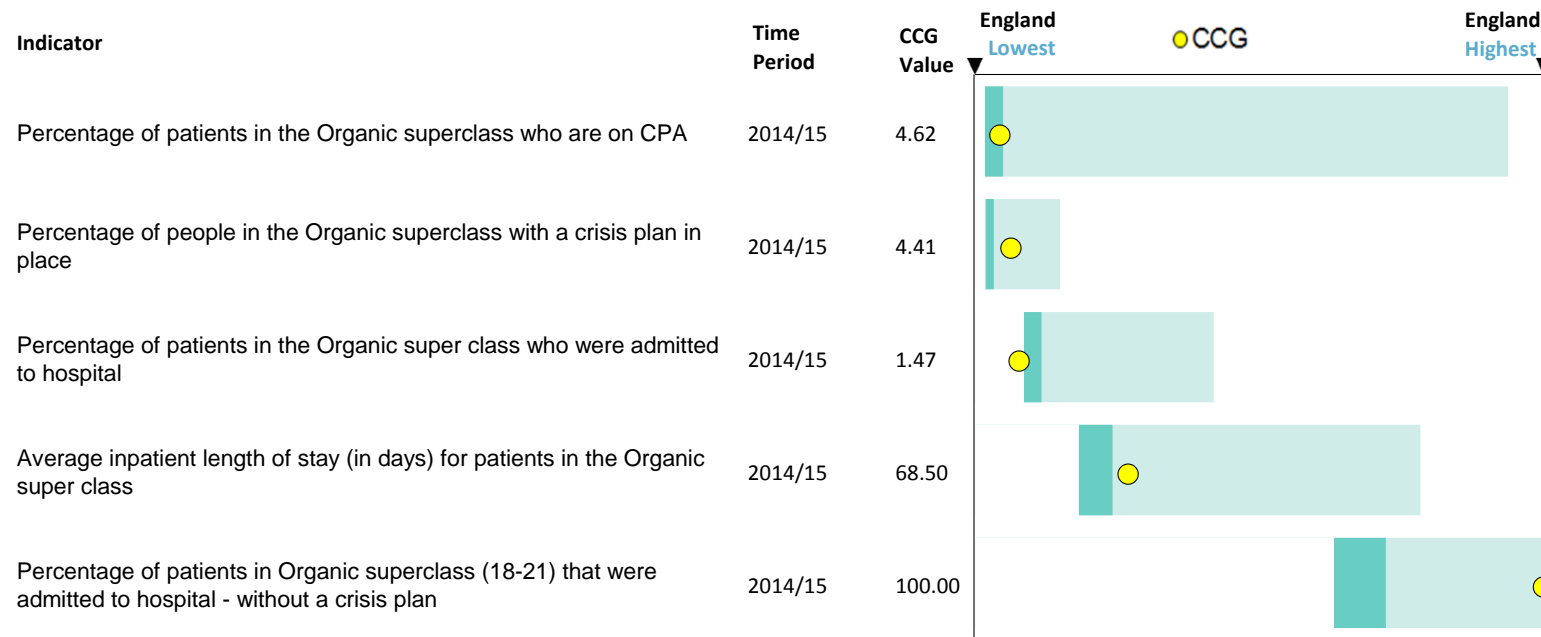 Indicator
Time Period
CCG Value
England Lowest
CCG
England Highest
Percentage of patients in the Organic superclass who are on CPA 2014/15 4.62
Percentage of people in the Organic superclass with a crisis plan in
place
2014/15 4.41
Percentage of patients in the Organic super class who were admitted
to hospital
2014/15 1.47
Average inpatient length of stay (in days) for patients in the Organic
super class
2014/15 68.50
Percentage of patients in Organic superclass (18-21) that were
admitted to hospital - without a crisis plan
2014/15 100.00